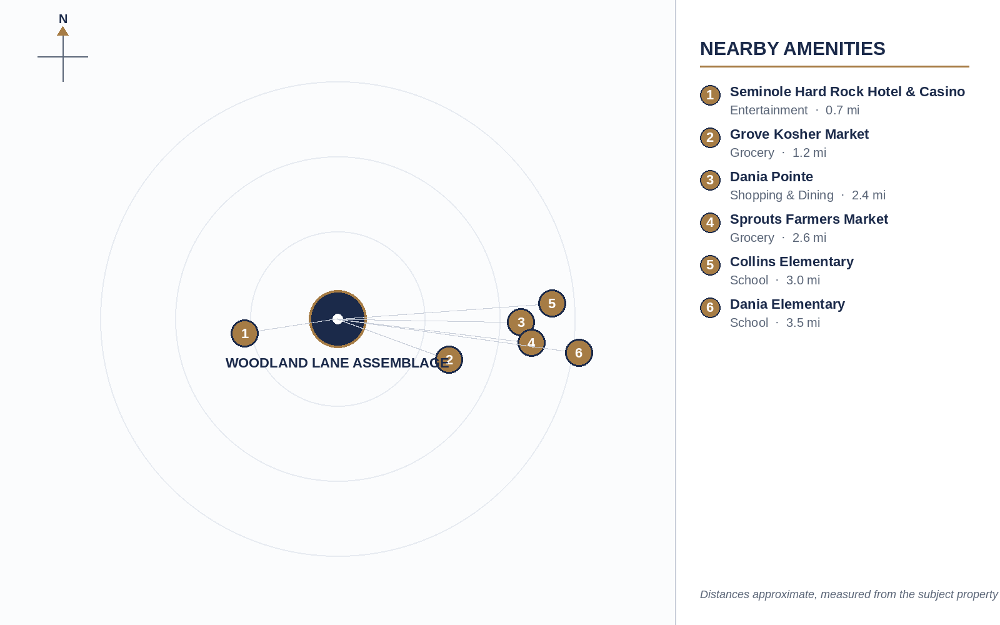 N
1
WOODLAND LANE ASSEMBLAGE
2
3
4
5
6
NEARBY AMENITIES
1 Seminole Hard Rock Hotel & Casino
Entertainment · 0.7 mi
2 Grove Kosher Market
Grocery · 1.2 mi
3 Dania Pointe
Shopping & Dining · 2.4 mi
4 Sprouts Farmers Market
Grocery · 2.6 mi
5 Collins Elementary
School · 3.0 mi
6 Dania Elementary
School · 3.5 mi
Distances approximate, measured from the subject property